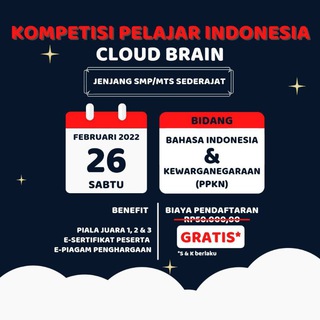 KOMPETISI PELAJAR INDONESIA
CLOUD BRAIN
JENJANG SMP/MTS SEDERAJAT
FEBRUARI 2022
26
SABTU
BIDANG
BAHASA INDONESIA
&
KEWARGANEGARAAN
(PPKN)
BENEFIT
PIALA JUARA 1, 2 & 3
E-SERTIFIKAT PESERTA
E-PIAGAM PENGHARGAAN
BIAYA PENDAFTARAN
RP50.000,00
GRATIS*
*S & K berlaku